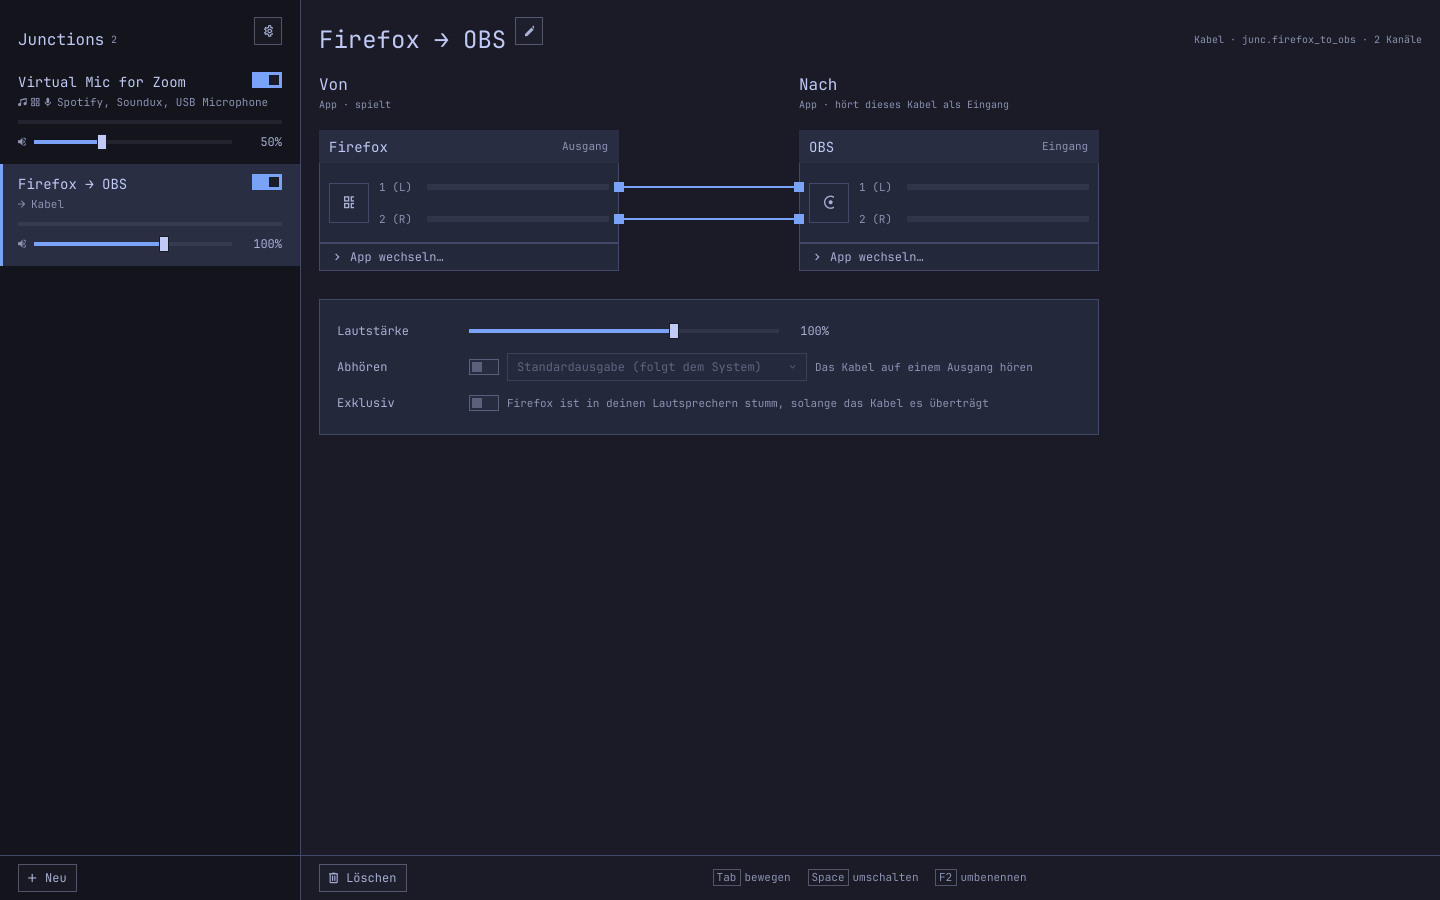 Junctions 2
Virtual Mic for Zoom
Spotify, Soundux, USB Microphone
50%
Firefox → OBS
→ Kabel
100%
+ Neu
Firefox → OBS
Kabel · junc.firefox_to_obs · 2 Kanäle
Von
App · spielt
Nach
App · hört dieses Kabel als Eingang
Firefox Ausgang
1 (L)
2 (R)
> App wechseln…
OBS Eingang
1 (L)
2 (R)
> App wechseln…
Lautstärke 100%
Abhören Standardausgabe (folgt dem System) Das Kabel auf einem Ausgang hören
Exklusiv Firefox ist in deinen Lautsprechern stumm, solange das Kabel es überträgt
Löschen
Tab bewegen Space umschalten F2 umbenennen